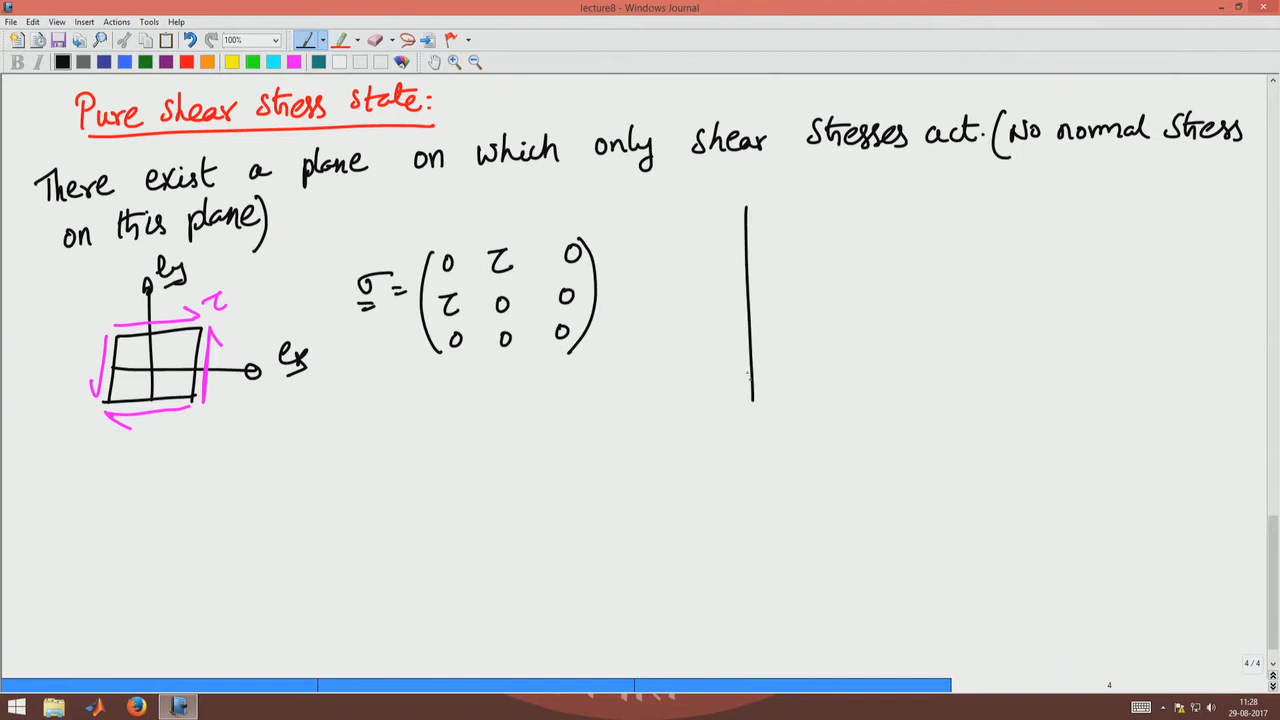 lecture8 - Windows Journal
File Edit View Insert Actions Tools Help
100%
B I
Pure shear stress state:
There exist a plane on which only shear stresses act. (No normal stress
on this plane)
ey
τ
ex
σ = ( 0 τ 0
τ 0 0
0 0 0 )
4/4
4
11:28
29-08-2017